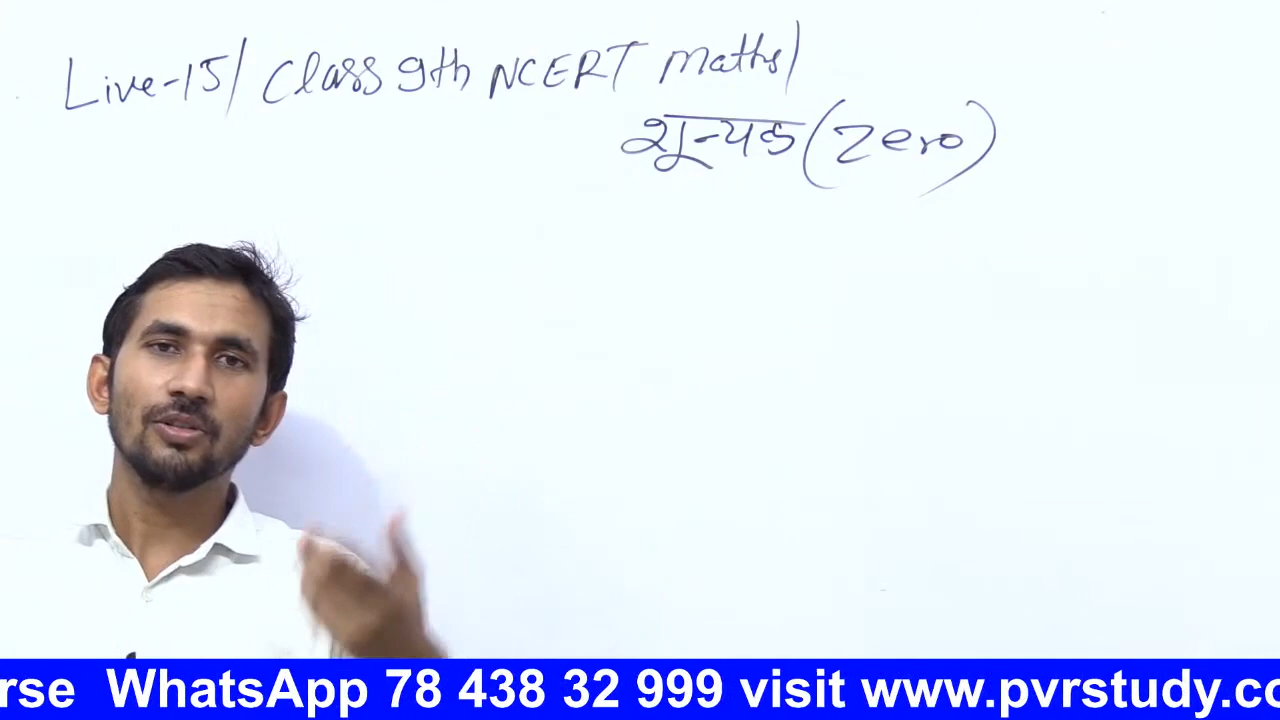 Live-15/ Class 9th NCERT Maths/
शून्यक (Zero)
rse WhatsApp 78 438 32 999 visit www.pvrstudy.co